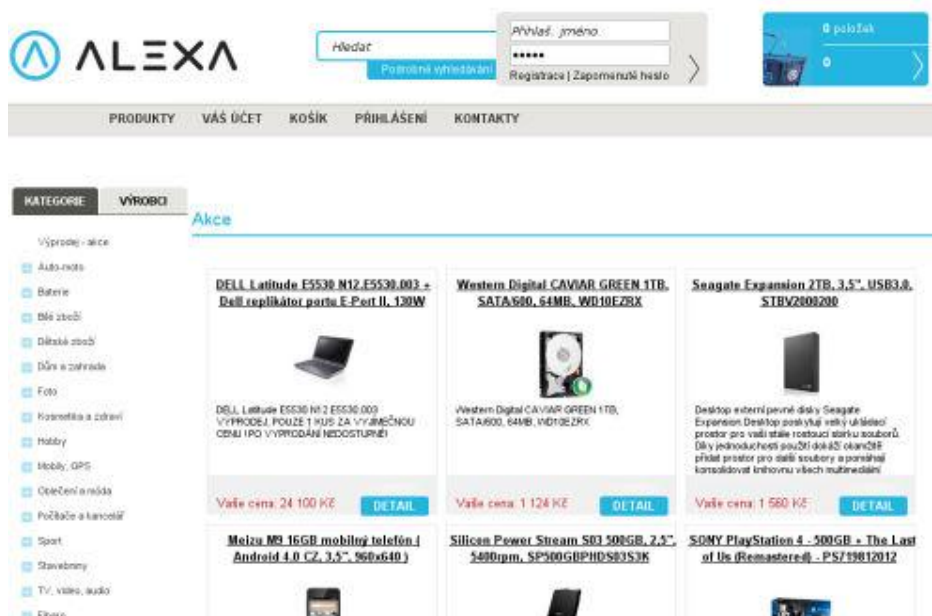 ALEXA
Hledat
Podrobné vyhledávání
Přihlaš. jméno
•••••
Registrace | Zapomenuté heslo
0 položek
0
PRODUKTY VÁŠ ÚČET KOŠÍK PŘIHLÁŠENÍ KONTAKTY
KATEGORIE VÝROBCI
Akce
Výprodej - akce
Auto-moto
Baterie
Bílé zboží
Dětské zboží
Dům a zahrada
Foto
Kosmetika a zdraví
Hobby
Mobily, GPS
Oblečení a móda
Počítače a kancelář
Sport
Stavebniny
TV, video, audio
DELL Latitude E5530 N12.E5530.003 +
Dell replikátor portu E-Port II, 130W
DELL Latitude E5530 N12 E5530.003
VÝPRODEJ, POUZE 1 KUS ZA VÝJIMEČNOU
CENU I PO VYPRODÁNÍ NEDOSTUPNÉ!
Vaše cena: 24 100 Kč DETAIL
Western Digital CAVIAR GREEN 1TB,
SATA/600, 64MB, WD10EZRX
Western Digital CAVIAR GREEN 1TB,
SATA/600, 64MB, WD10EZRX
Vaše cena: 1 124 Kč DETAIL
Seagate Expansion 2TB, 3,5", USB3.0,
STBV2000200
Desktop externí pevné disky Seagate
Expansion Desktop poskytují velký ukládací
prostor pro vaši stále rostoucí sbírku souborů.
Díky jednoduchosti použití dokáží okamžitě
přidat prostor pro další soubory a pomáhají
konsolidovat knihovnu všech multimediální
Vaše cena: 1 560 Kč DETAIL
Meizu M9 16GB mobilný telefón (
Android 4.0 CZ, 3,5", 960x640 )
Silicon Power Stream S03 500GB, 2,5",
5400rpm, SP500GBPHDS03S3K
SONY PlayStation 4 - 500GB + The Last
of Us (Remastered) - PS719812012